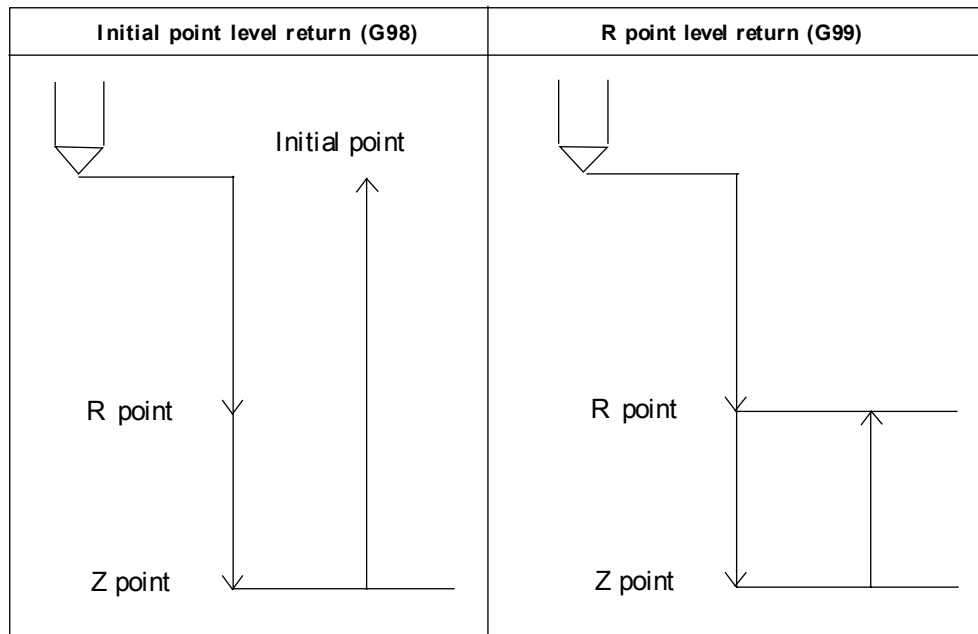 Initial point level return (G98)
R point level return (G99)
Initial point
R point
Z point
R point
Z point